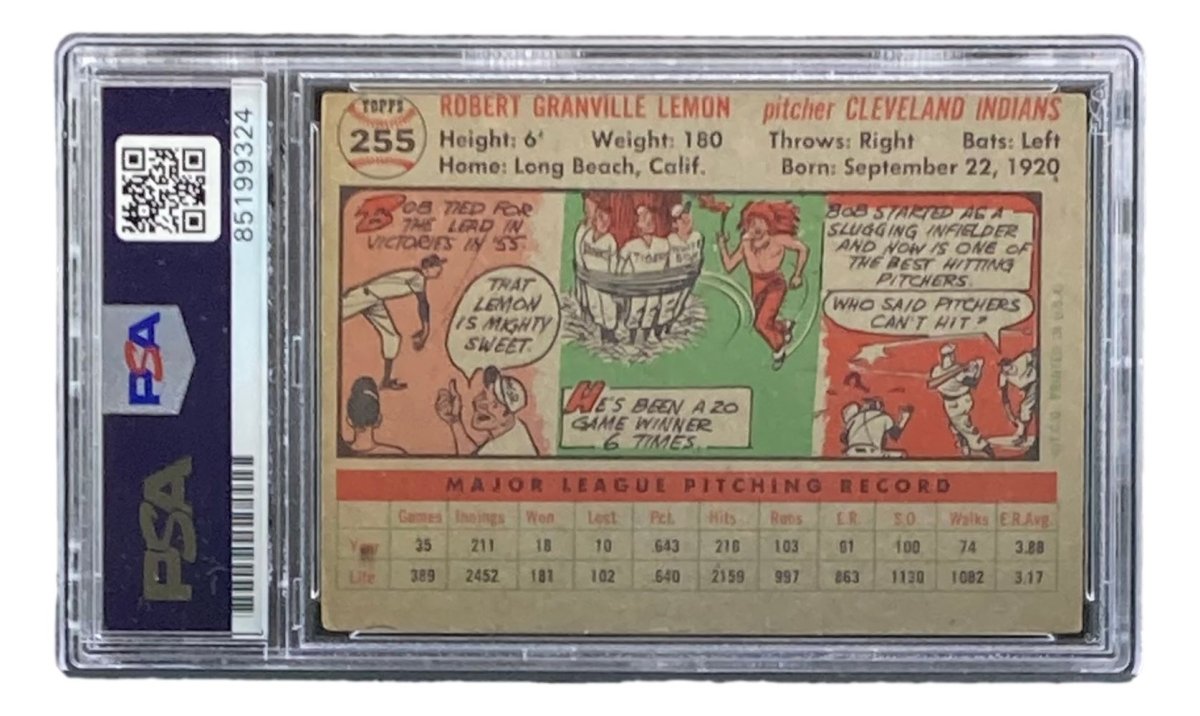 PSA
PSA
85199324
TOPPS
255
ROBERT GRANVILLE LEMON pitcher CLEVELAND INDIANS
Height: 6' Weight: 180 Throws: Right Bats: Left
Home: Long Beach, Calif. Born: September 22, 1920
BOB TIED FOR
THE LEAD IN
VICTORIES IN '55
THAT
LEMON
IS MIGHTY
SWEET.
TIGERS
HE'S BEEN A 20
GAME WINNER
6 TIMES.
BOB STARTED AS A
SLUGGING INFIELDER
AND NOW IS ONE OF
THE BEST HITTING
PITCHERS.
WHO SAID PITCHERS
CAN'T HIT?
MAJOR LEAGUE PITCHING RECORD
Games Innings Won Lost Pct. Hits Runs E.R. S.O. Walks E.R.Avg.
Year 35 211 18 10 .643 218 103 91 100 74 3.88
Life 389 2452 181 102 .640 2159 997 863 1130 1082 3.17